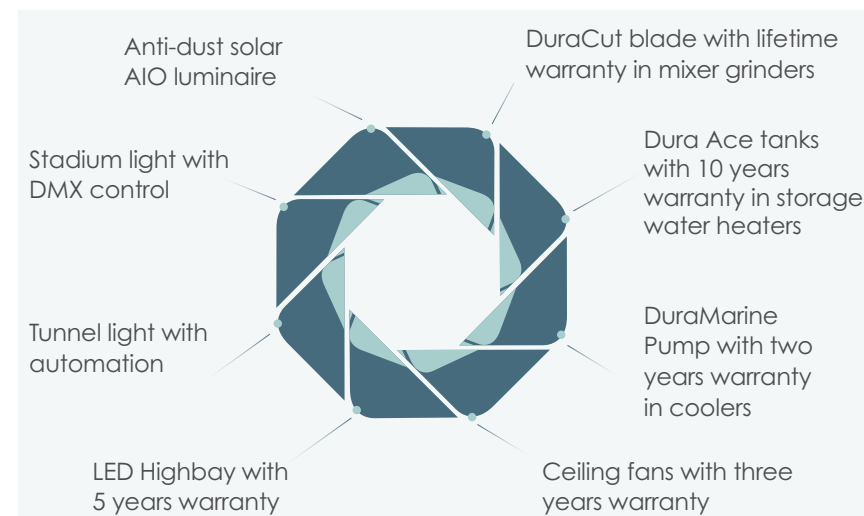 Anti-dust solar
AIO luminaire
DuraCut blade with lifetime
warranty in mixer grinders
Stadium light with
DMX control
Dura Ace tanks
with 10 years
warranty in storage
water heaters
Tunnel light with
automation
DuraMarine
Pump with two
years warranty
in coolers
LED Highbay with
5 years warranty
Ceiling fans with three
years warranty